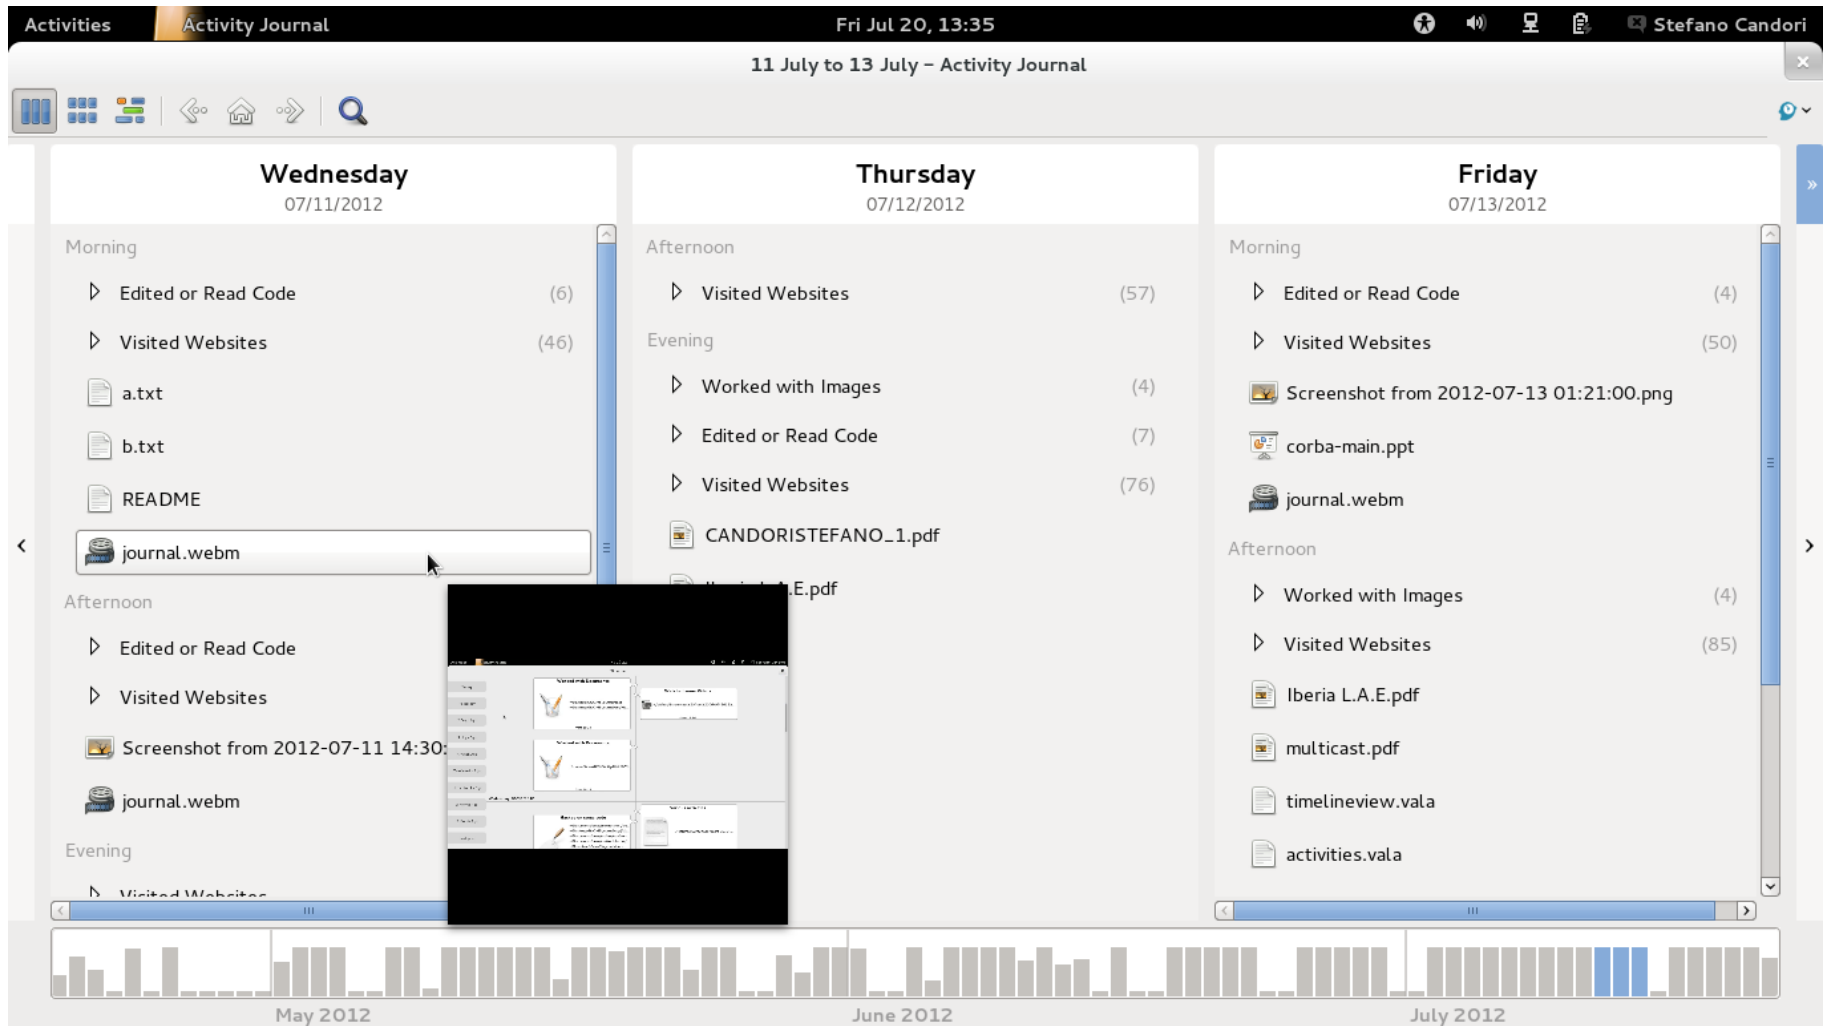 Activities
Activity Journal
Fri Jul 20, 13:35
Stefano Candori
11 July to 13 July – Activity Journal
Wednesday
07/11/2012
Morning
Edited or Read Code (6)
Visited Websites (46)
a.txt
b.txt
README
journal.webm
Afternoon
Edited or Read Code
Visited Websites
Screenshot from 2012-07-11 14:30:
journal.webm
Evening
Visited Websites
Thursday
07/12/2012
Afternoon
Visited Websites (57)
Evening
Worked with Images (4)
Edited or Read Code (7)
Visited Websites (76)
CANDORISTEFANO_1.pdf
.E.pdf
Friday
07/13/2012
Morning
Edited or Read Code (4)
Visited Websites (50)
Screenshot from 2012-07-13 01:21:00.png
corba-main.ppt
journal.webm
Afternoon
Worked with Images (4)
Visited Websites (85)
Iberia L.A.E.pdf
multicast.pdf
timelineview.vala
activities.vala
May 2012
June 2012
July 2012